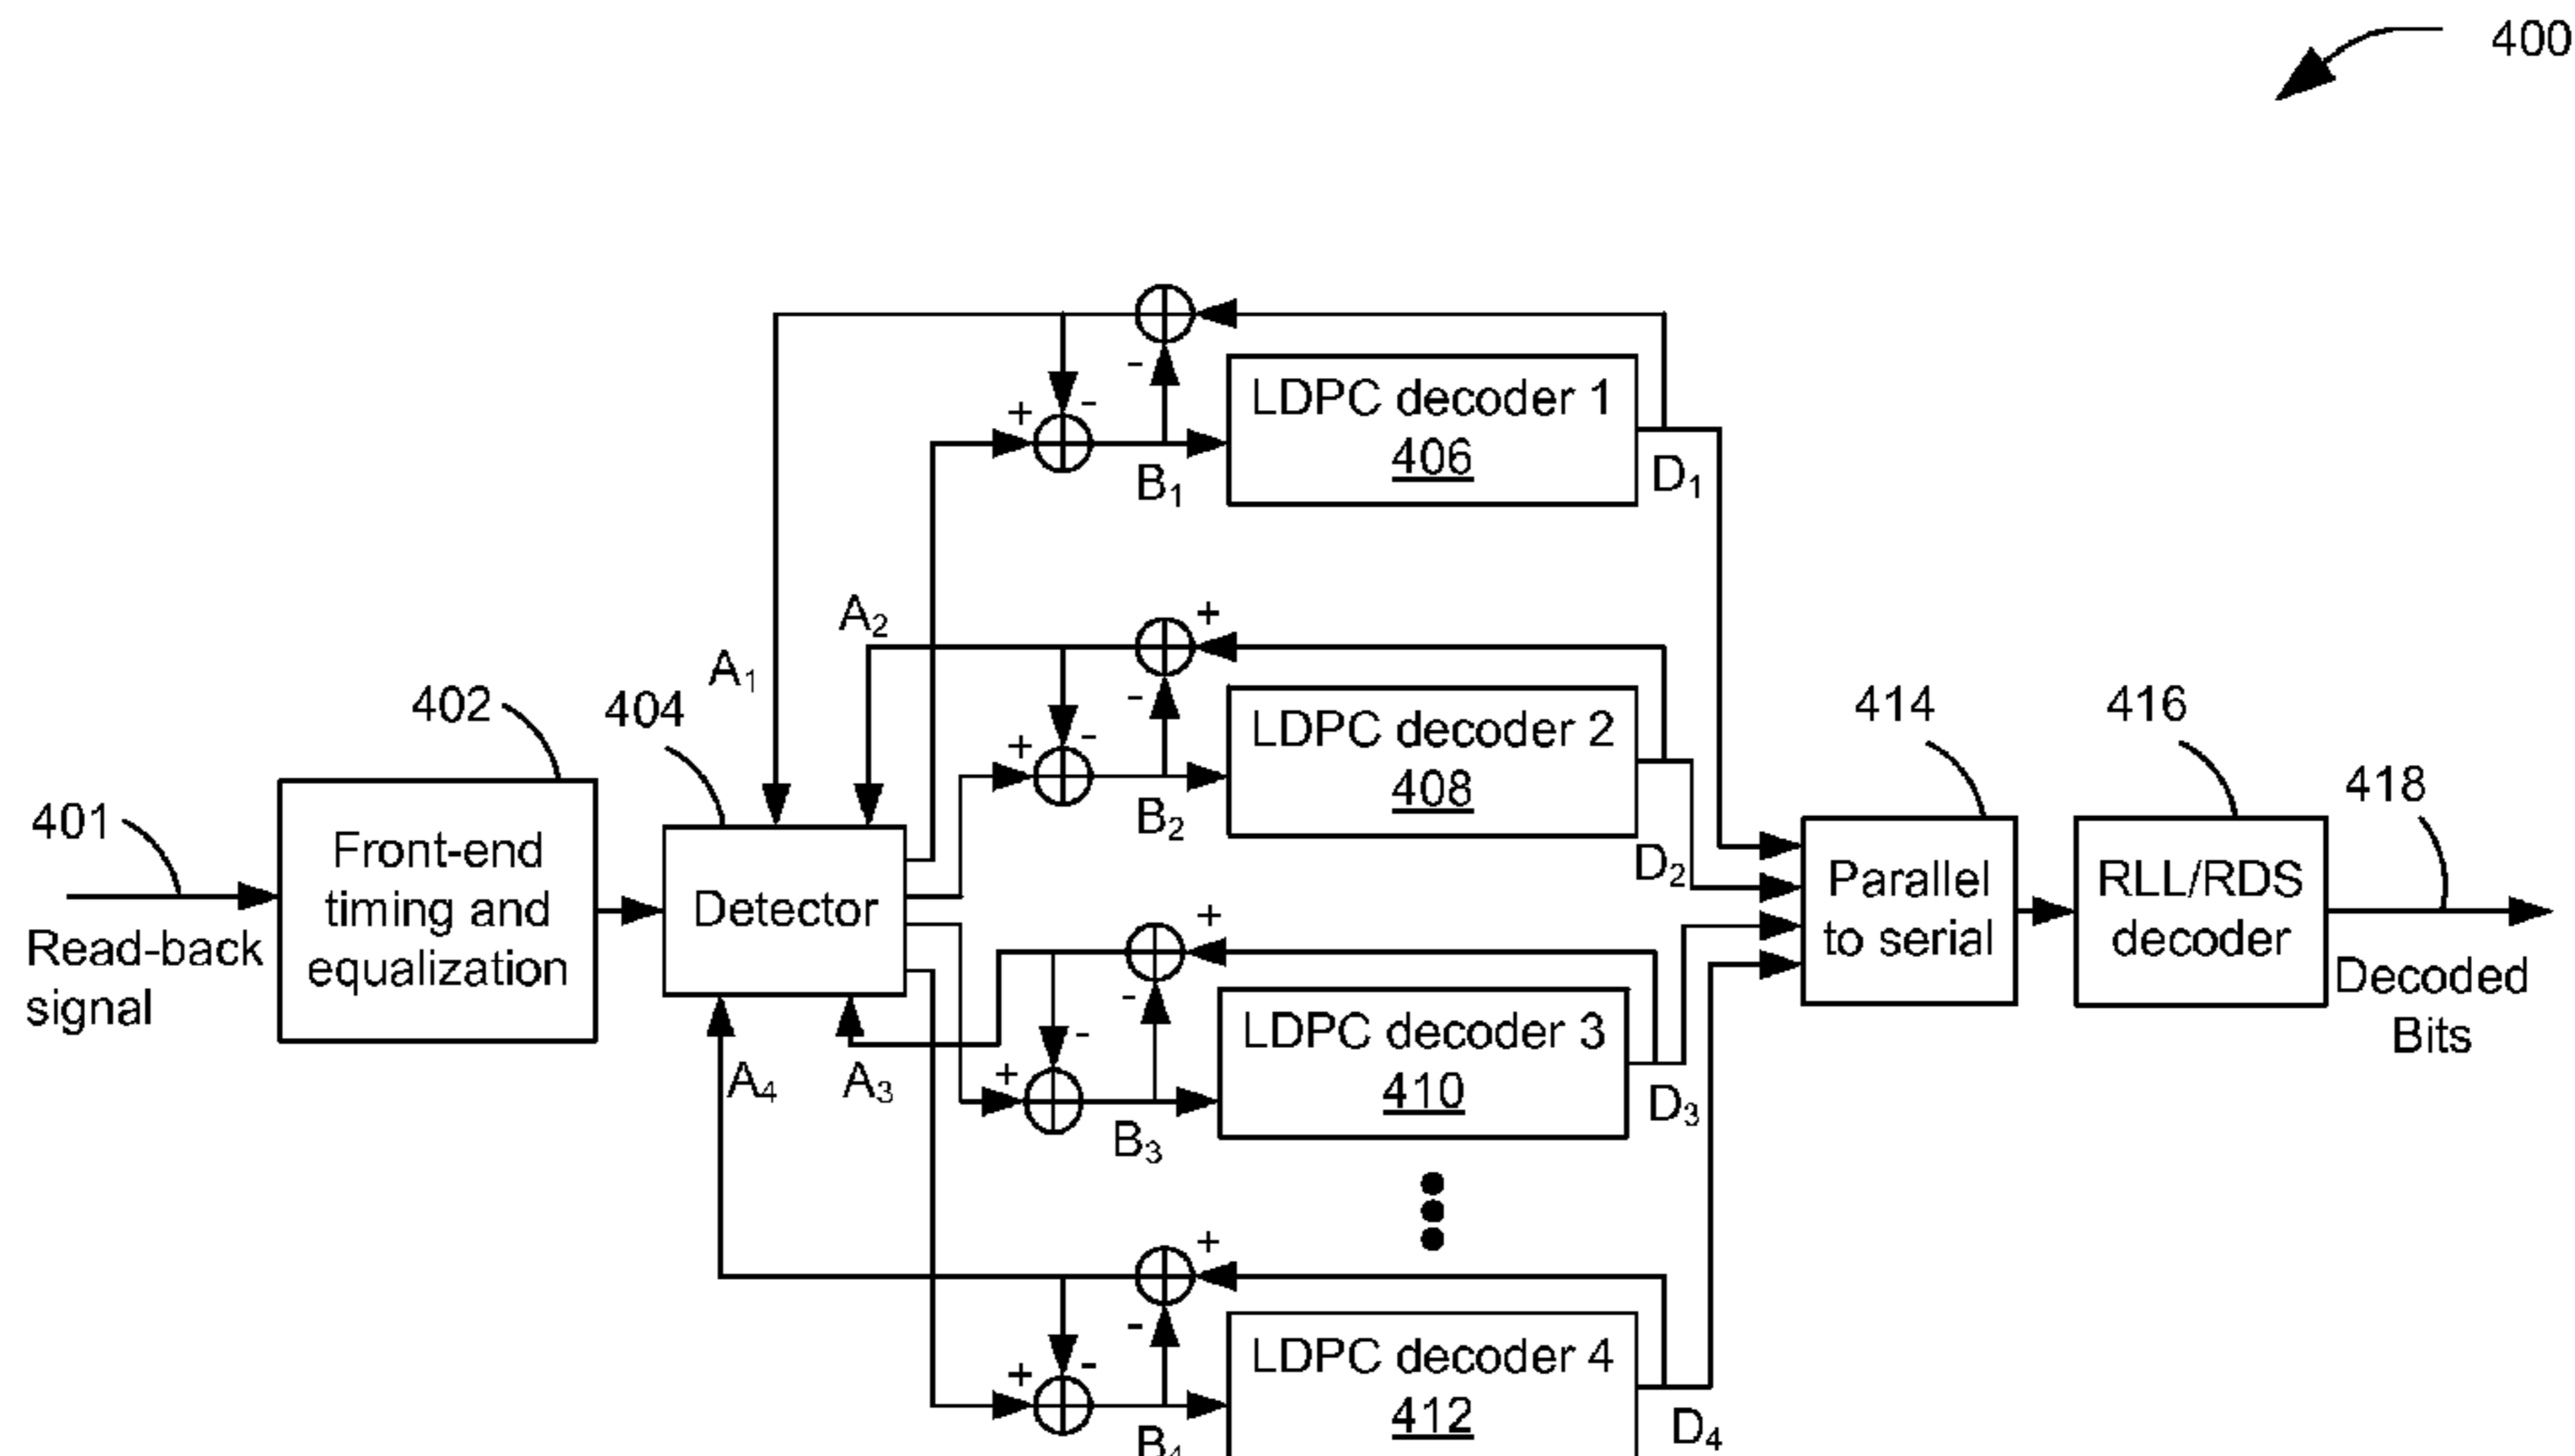 400
-
+
-
LDPC decoder 1
406
B₁
D₁
A₂
+
A₁
-
+
-
LDPC decoder 2
408
B₂
D₂
402
404
414
416
418
401
Read-back
signal
Front-end
timing and
equalization
Detector
Parallel
to serial
RLL/RDS
decoder
Decoded
Bits
+
-
-
+
LDPC decoder 3
410
A₄
A₃
B₃
D₃
+
-
+
-
LDPC decoder 4
412
B₄
D₄